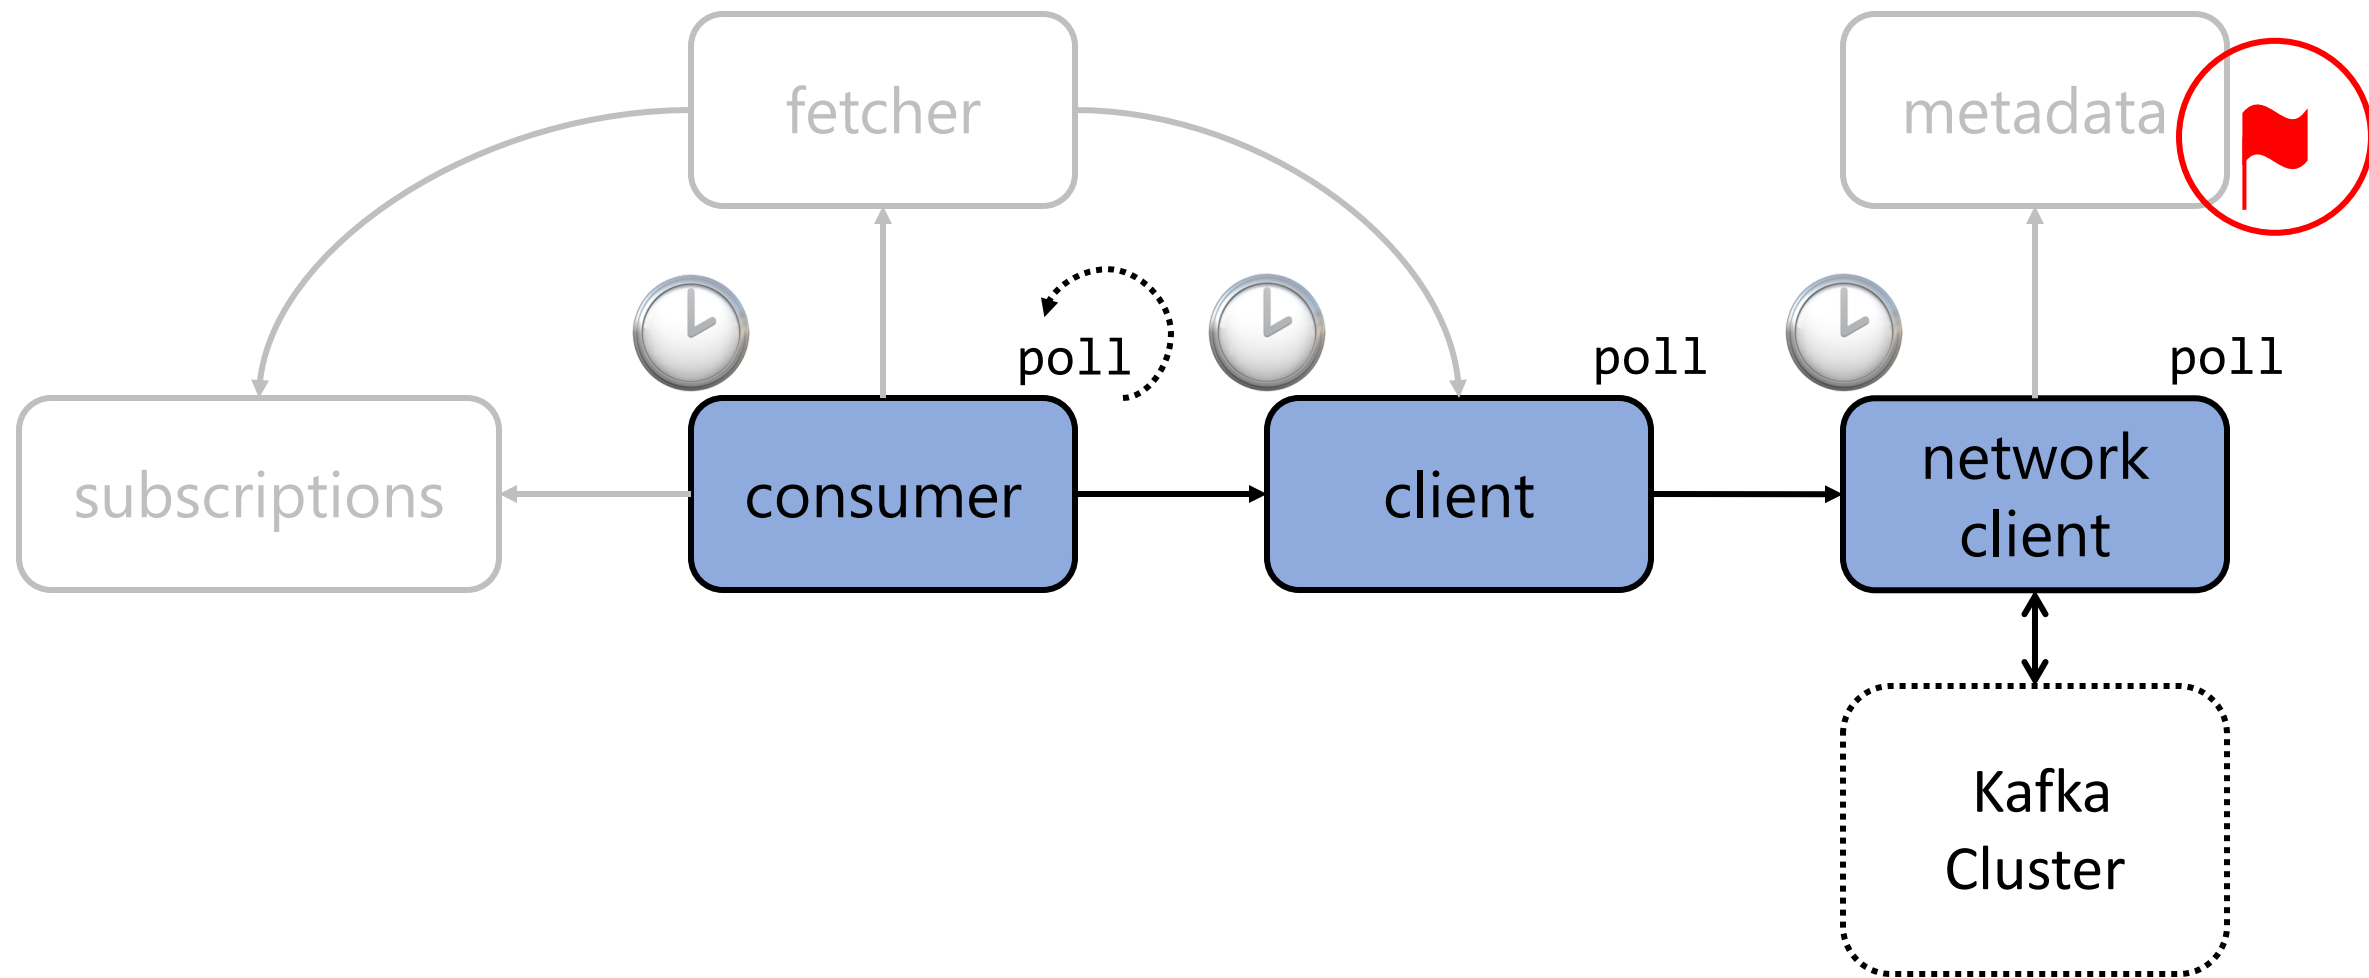 fetcher
metadata
poll
poll
poll
subscriptions
consumer
client
network
client
Kafka
Cluster